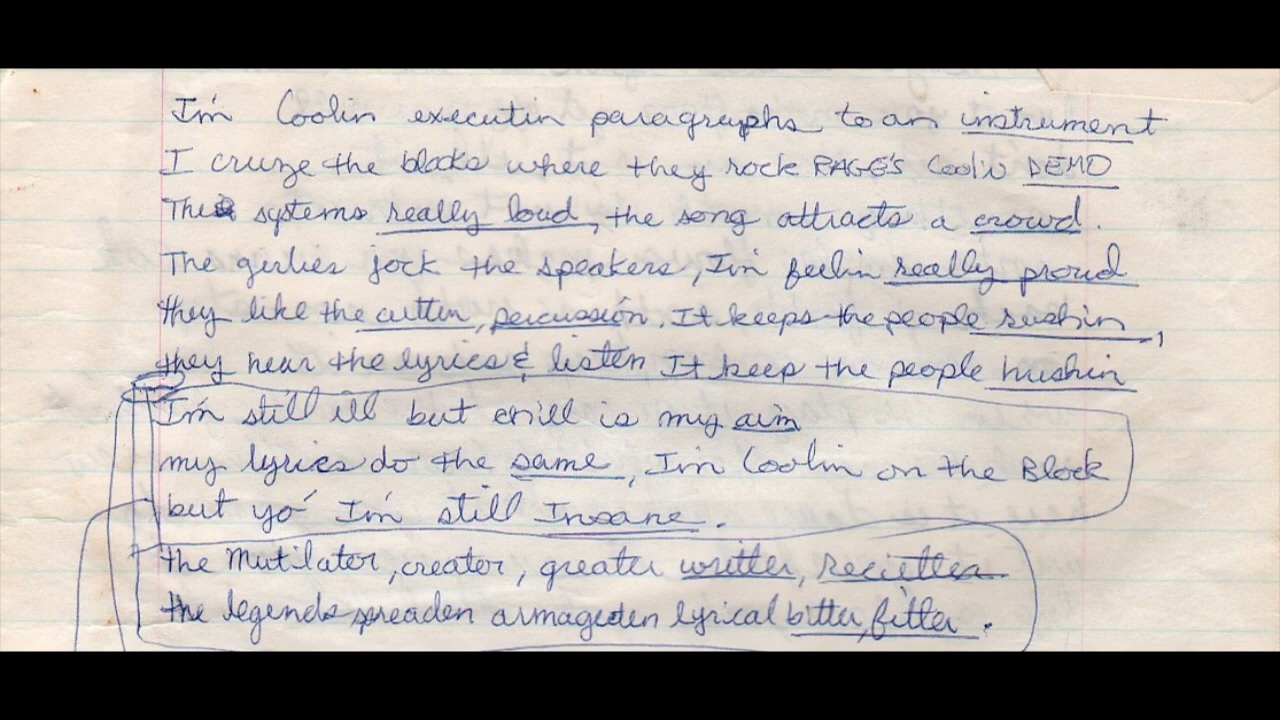 I'm Coolin executin paragraphs to an instrument
I cruze the blocks where they rock RAGE'S Coolin DEMO
The systems really loud, the song attracts a crowd.
The gerlies jock the speakers, I'm feelin really proud
they like the cuttin, percussion. It keeps the people rushin,
they hear the lyrics & listen It keep the people hushin
I'm still ill but chill is my aim
my lyrics do the same, I'm Coolin on the Block
but yo' I'm still Insane.
the Mutilator, creator, greater writter, recietter
the legends spreaden armageden lyrical bitter, fitter.